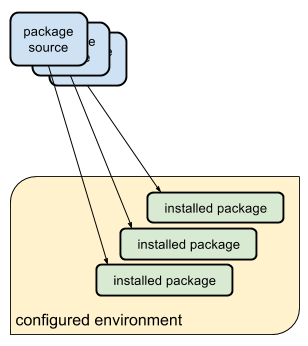 package
source
e
e
e
installed package
installed package
installed package
configured environment